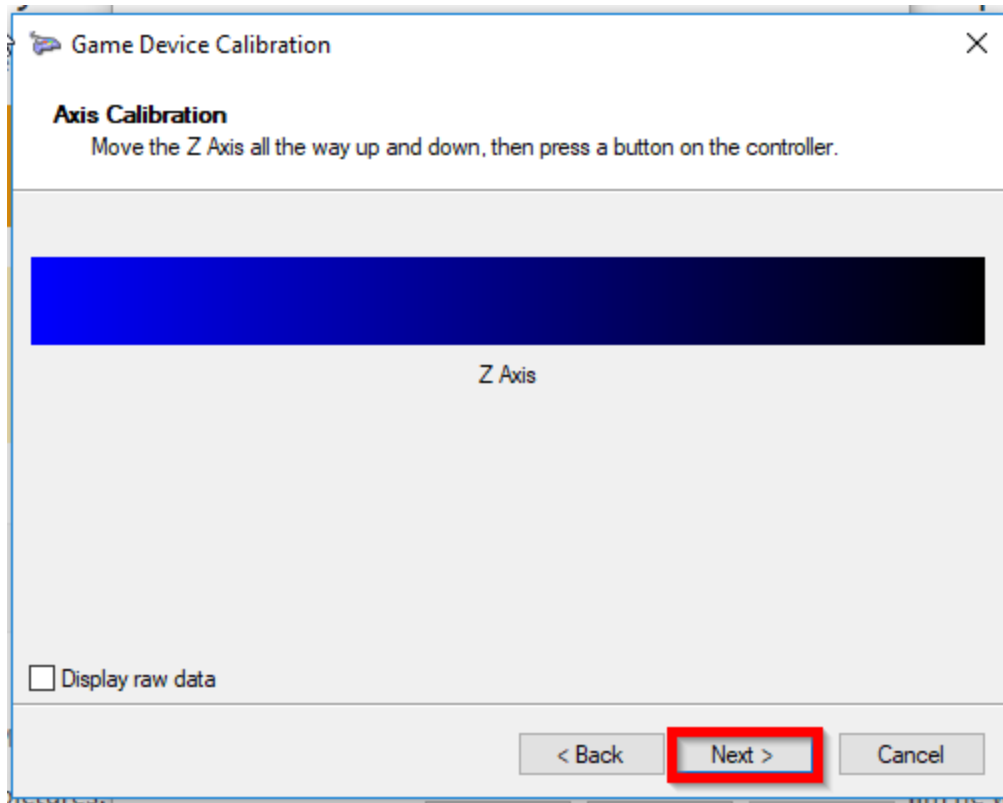 Game Device Calibration
Axis Calibration
Move the Z Axis all the way up and down, then press a button on the controller.
Z Axis
Display raw data
< Back
Next >
Cancel